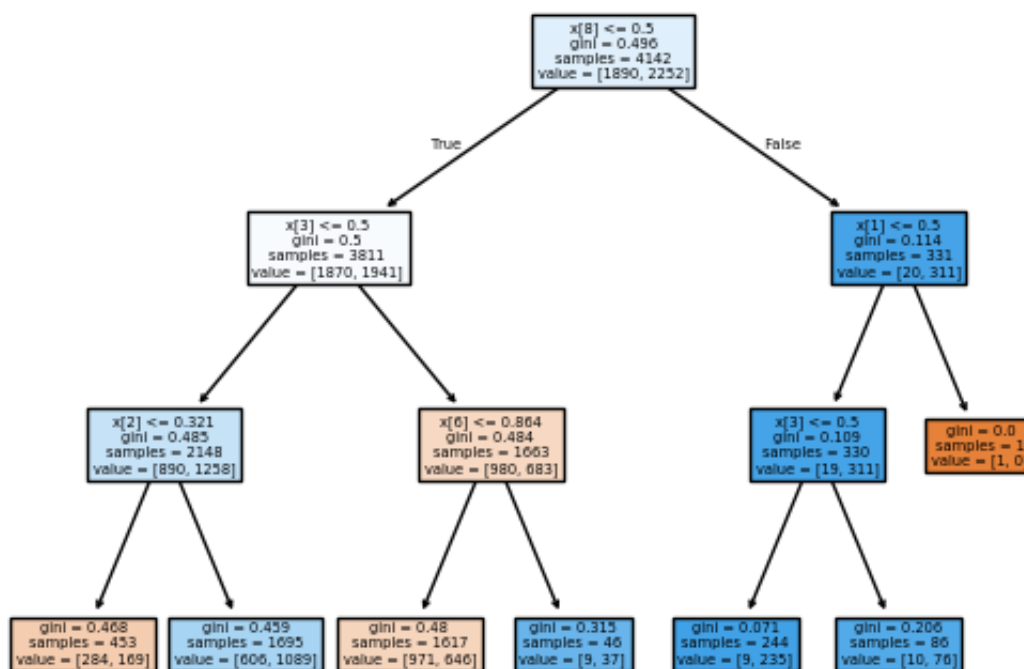 x[8] <= 0.5
gini = 0.496
samples = 4142
value = [1890, 2252]
True
False
x[3] <= 0.5
gini = 0.5
samples = 3811
value = [1870, 1941]
x[1] <= 0.5
gini = 0.114
samples = 331
value = [20, 311]
x[2] <= 0.321
gini = 0.485
samples = 2148
value = [890, 1258]
x[6] <= 0.864
gini = 0.484
samples = 1663
value = [980, 683]
x[3] <= 0.5
gini = 0.109
samples = 330
value = [19, 311]
gini = 0.0
samples = 1
value = [1, 0
gini = 0.468
samples = 453
value = [284, 169]
gini = 0.459
samples = 1695
value = [606, 1089]
gini = 0.48
samples = 1617
value = [971, 646]
gini = 0.315
samples = 46
value = [9, 37]
gini = 0.071
samples = 244
value = [9, 235]
gini = 0.206
samples = 86
value = [10, 76]